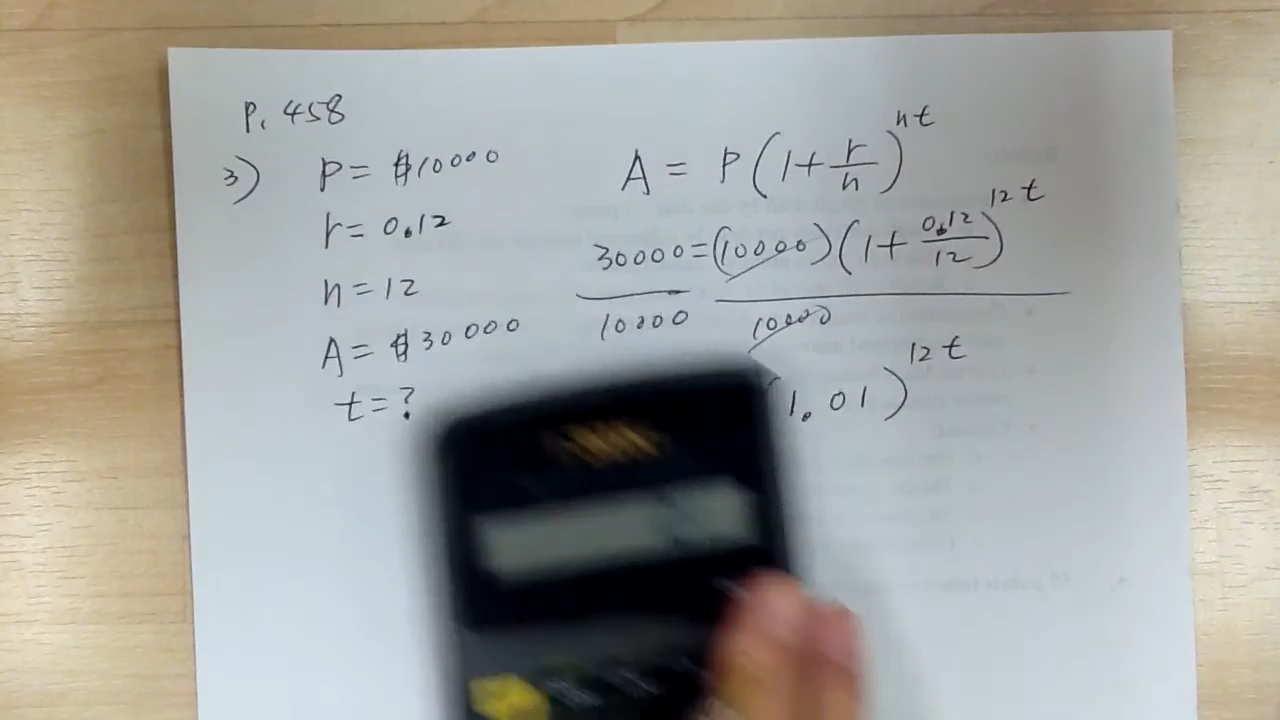 P. 458
3) P = $10000
r = 0.12
n = 12
A = $30000
t = ?
A = P(1 + r/n)^nt
30000 = (10000)(1 + 0.12/12)^12t
10000 10000
(1.01)^12t